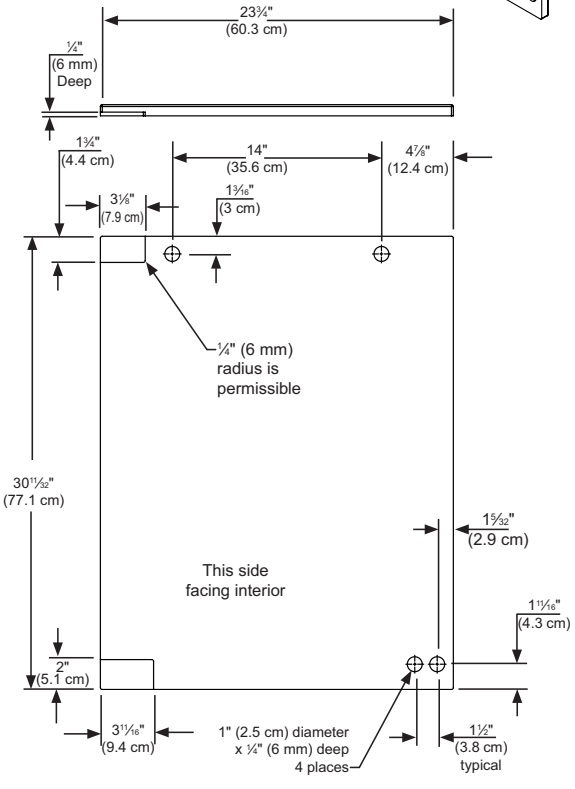 23¾"
(60.3 cm)
¼"
(6 mm)
Deep
1¾"
(4.4 cm)
14"
(35.6 cm)
4⅞"
(12.4 cm)
3⅛"
(7.9 cm)
1³⁄₁₆"
(3 cm)
¼" (6 mm)
radius is
permissible
30¹¹⁄₃₂"
(77.1 cm)
1⁵⁄₃₂"
(2.9 cm)
This side
facing interior
1¹¹⁄₁₆"
(4.3 cm)
2"
(5.1 cm)
3¹¹⁄₁₆"
(9.4 cm)
1" (2.5 cm) diameter
x ¼" (6 mm) deep
4 places
1½"
(3.8 cm)
typical